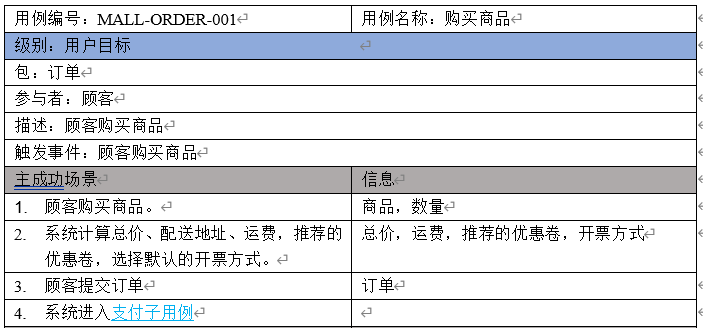 用例编号：MALL-ORDER-001 用例名称：购买商品
级别：用户目标
包：订单
参与者：顾客
描述：顾客购买商品
触发事件：顾客购买商品
主成功场景 信息
1. 顾客购买商品。 商品，数量
2. 系统计算总价、配送地址、运费，推荐的 总价，运费，推荐的优惠卷，开票方式
优惠卷，选择默认的开票方式。
3. 顾客提交订单 订单
4. 系统进入支付子用例